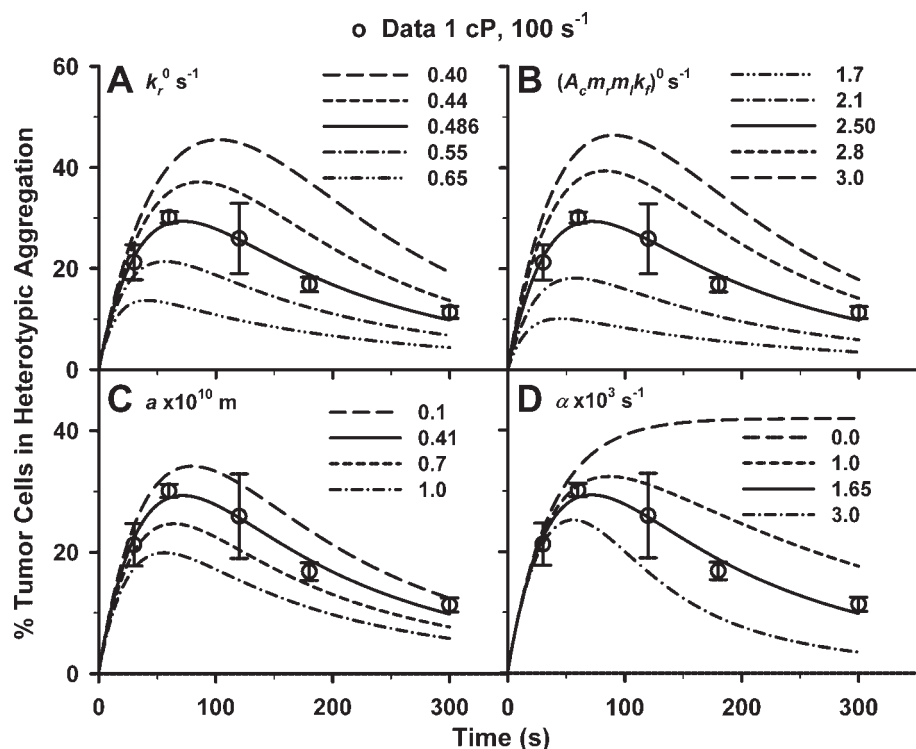 o Data 1 cP, 100 s⁻¹
A kᵣ⁰ s⁻¹
0.40
0.44
0.486
0.55
0.65
B (A_c m_r m_l k_f)⁰ s⁻¹
1.7
2.1
2.50
2.8
3.0
C a x10¹⁰ m
0.1
0.41
0.7
1.0
D α x10³ s⁻¹
0.0
1.0
1.65
3.0
% Tumor Cells in Heterotypic Aggregation
60
40
20
0
40
20
0
0 100 200 300
0 100 200 300
Time (s)